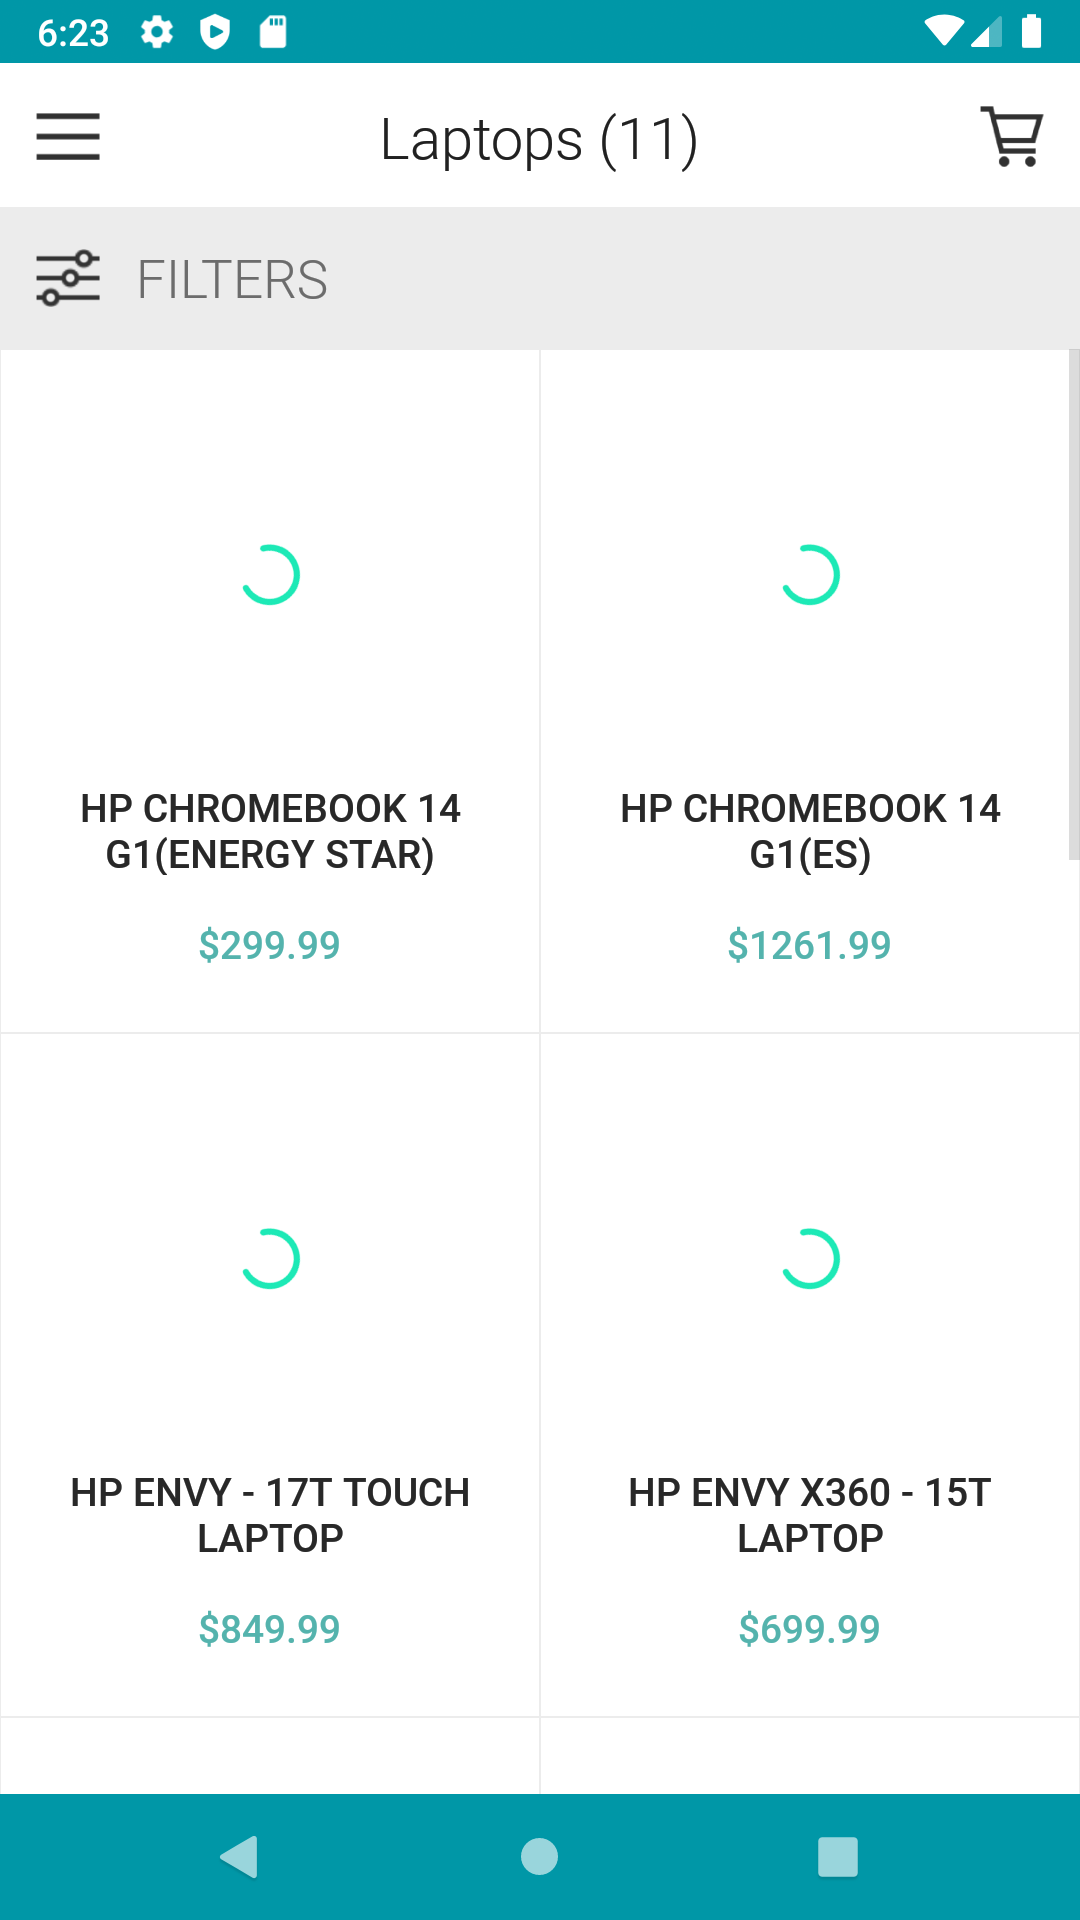 6:23
Laptops (11)
FILTERS
HP CHROMEBOOK 14
G1(ENERGY STAR)
$299.99
HP CHROMEBOOK 14
G1(ES)
$1261.99
HP ENVY - 17T TOUCH
LAPTOP
$849.99
HP ENVY X360 - 15T
LAPTOP
$699.99